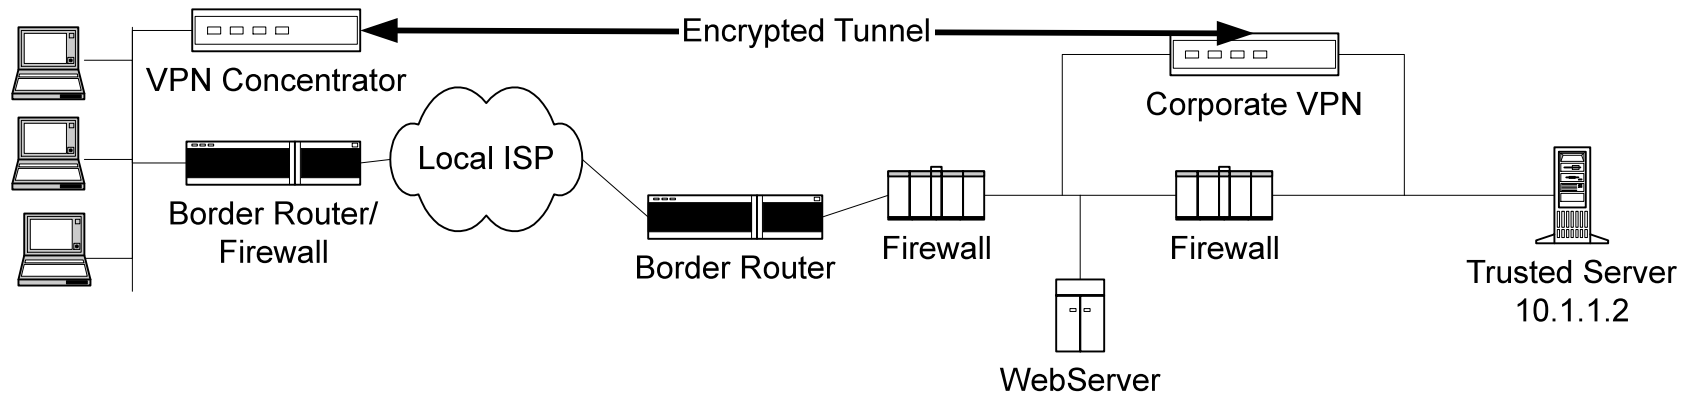 Encrypted Tunnel
VPN Concentrator
Corporate VPN
Local ISP
Border Router/
Firewall
Border Router
Firewall
Firewall
Trusted Server
10.1.1.2
WebServer